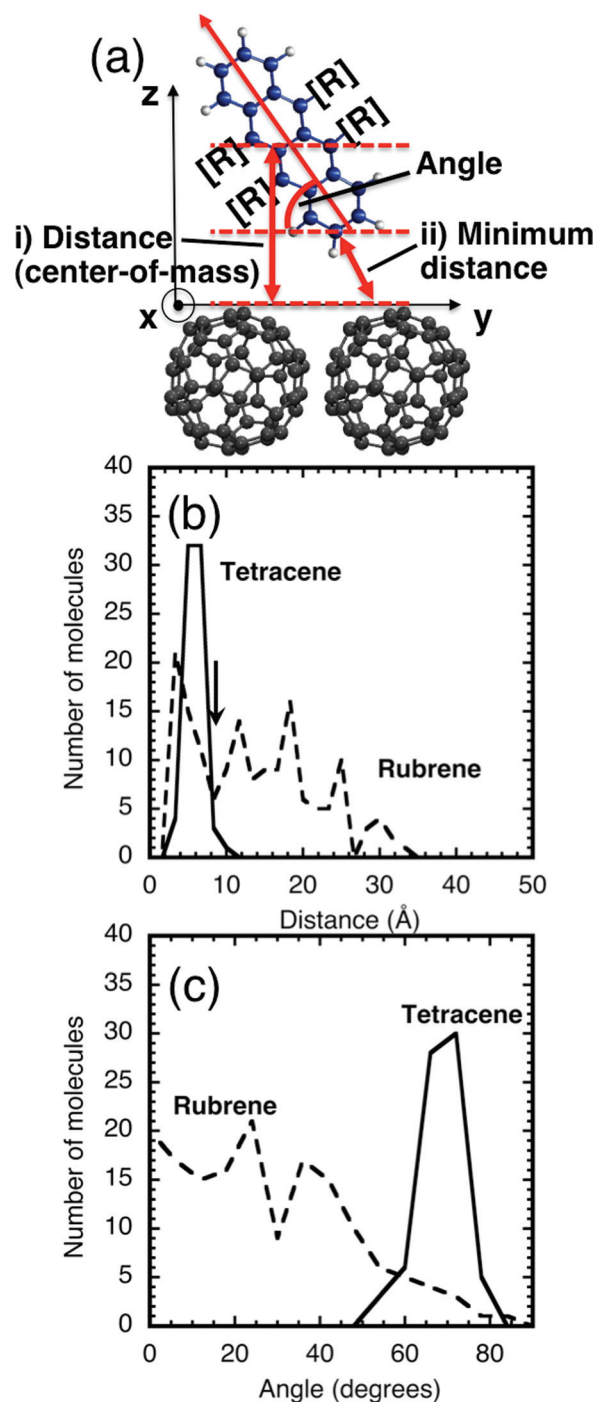 (a)
z
[R]
[R]
[R]
[R]
Angle
i) Distance
(center-of-mass)
ii) Minimum
distance
x
y
(b)
40
35
30
25
20
15
10
5
0
Number of molecules
Tetracene
Rubrene
0
10
20
30
40
50
Distance (Å)
(c)
40
30
25
20
15
10
5
0
Number of molecules
Tetracene
Rubrene
0
20
40
60
80
Angle (degrees)